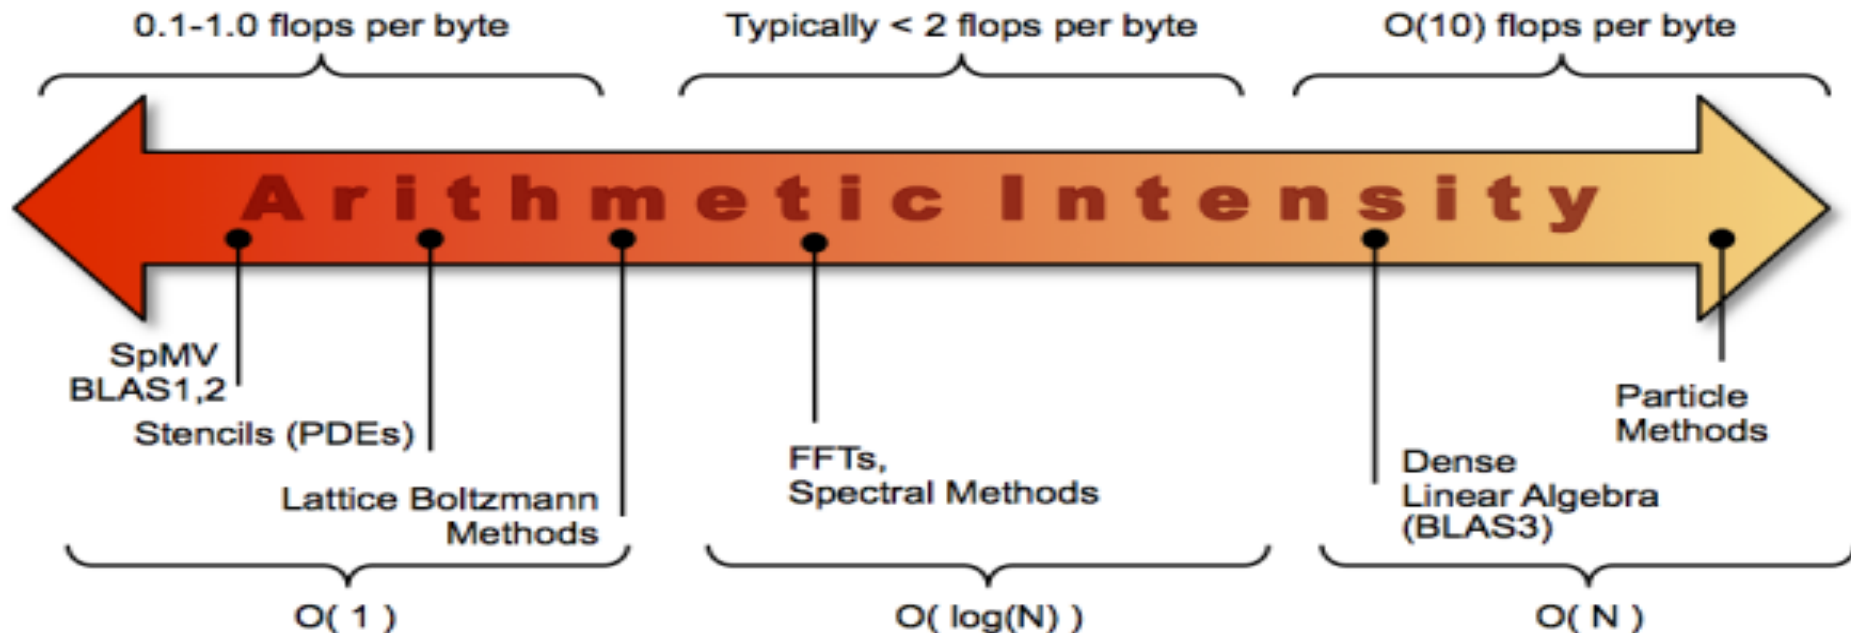 0.1-1.0 flops per byte
Typically < 2 flops per byte
O(10) flops per byte
Arithmetic Intensity
SpMV
BLAS1,2
Stencils (PDEs)
Lattice Boltzmann
Methods
FFTs,
Spectral Methods
Dense
Linear Algebra
(BLAS3)
Particle
Methods
O( 1 )
O( log(N) )
O( N )